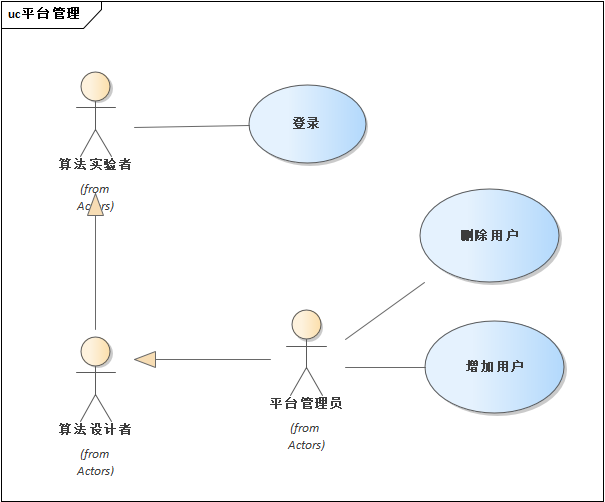 uc平台管理
登录
算法实验者
(from
Actors)
删除用户
增加用户
平台管理员
(from
Actors)
算法设计者
(from
Actors)